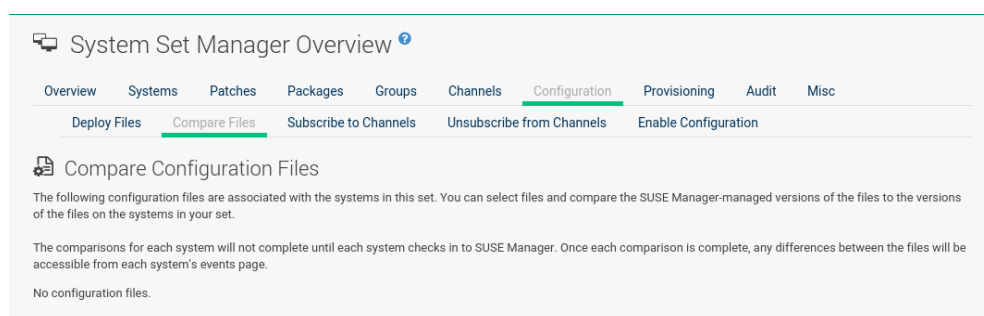 System Set Manager Overview ?
Overview Systems Patches Packages Groups Channels Configuration Provisioning Audit Misc
Deploy Files Compare Files Subscribe to Channels Unsubscribe from Channels Enable Configuration
Compare Configuration Files
The following configuration files are associated with the systems in this set. You can select files and compare the SUSE Manager-managed versions of the files to the versions
of the files on the systems in your set.
The comparisons for each system will not complete until each system checks in to SUSE Manager. Once each comparison is complete, any differences between the files will be
accessible from each system's events page.
No configuration files.